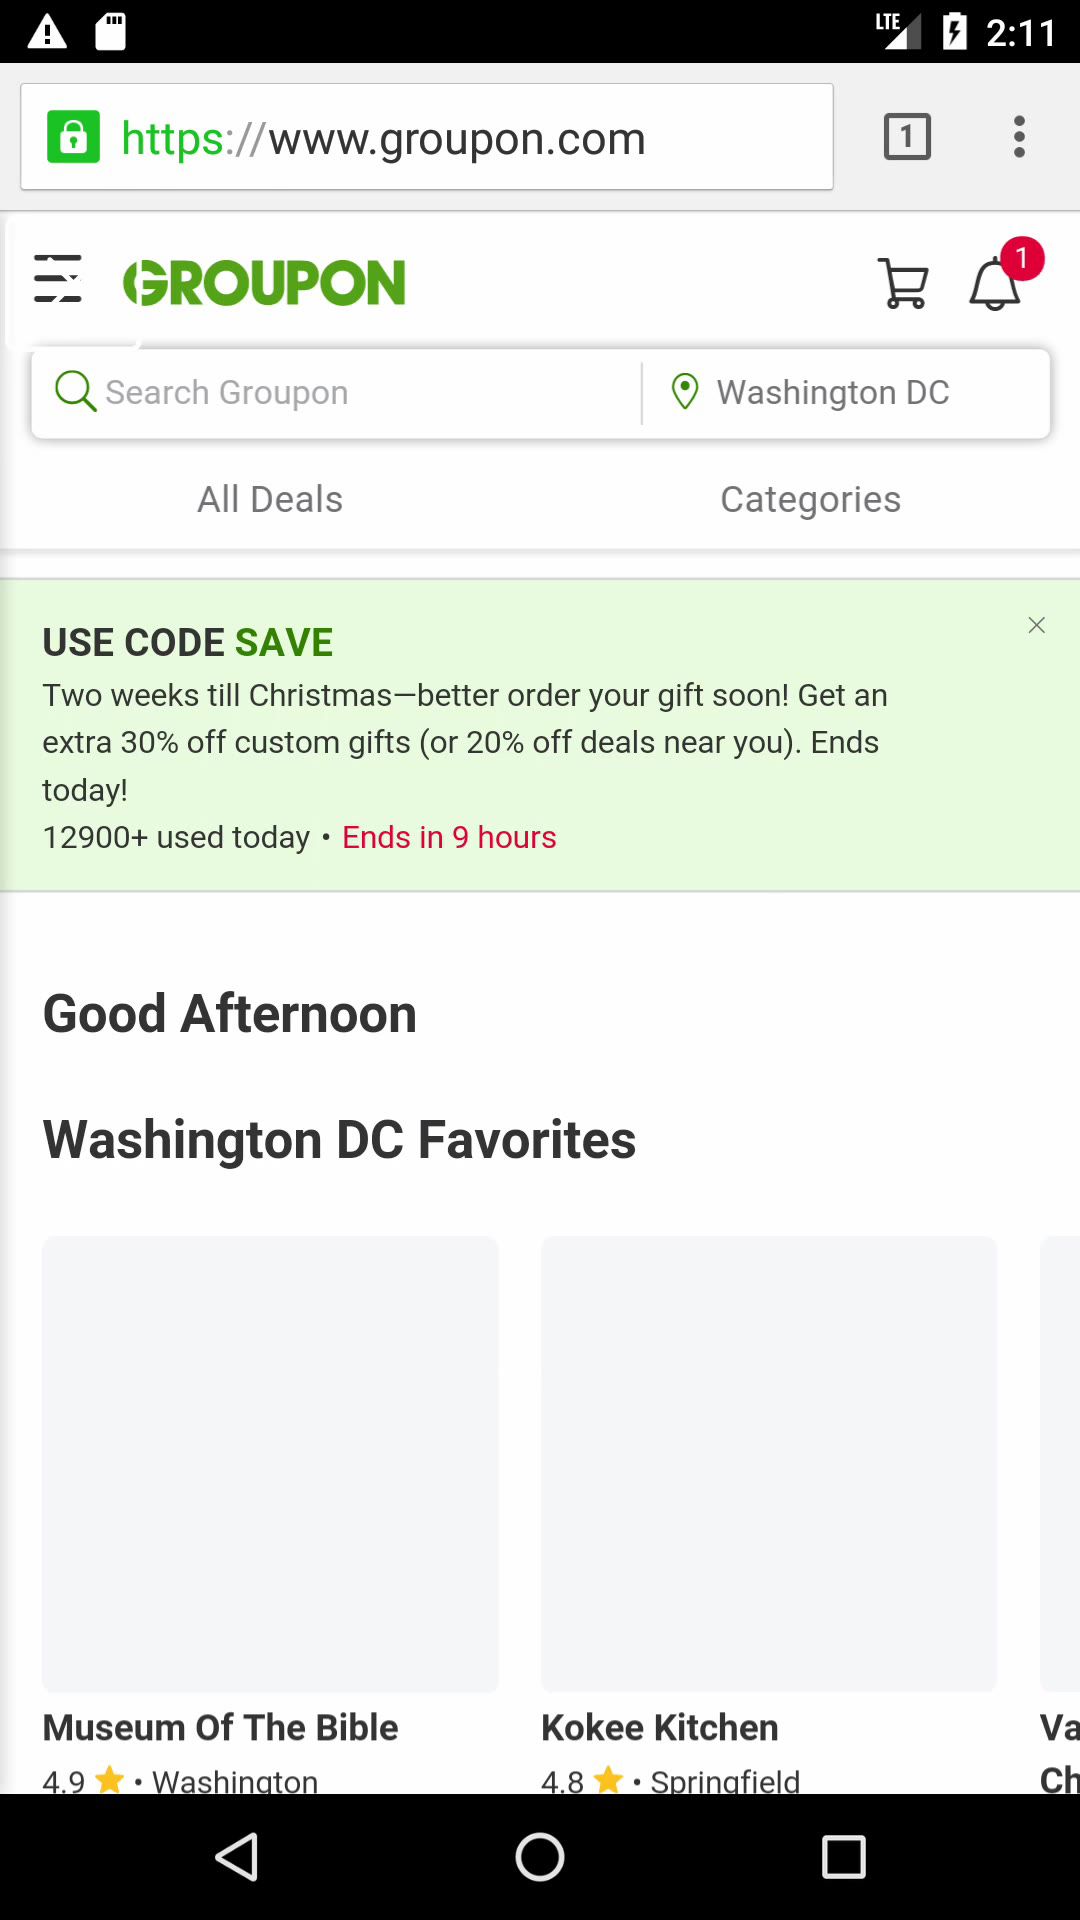 LTE 2:11
https://www.groupon.com 1
GROUPON 1
Search Groupon Washington DC
All Deals Categories
USE CODE SAVE
Two weeks till Christmas—better order your gift soon! Get an
extra 30% off custom gifts (or 20% off deals near you). Ends
today!
12900+ used today • Ends in 9 hours
Good Afternoon
Washington DC Favorites
Museum Of The Bible
4.9 • Washington
Kokee Kitchen
4.8 • Springfield
Va
Ch